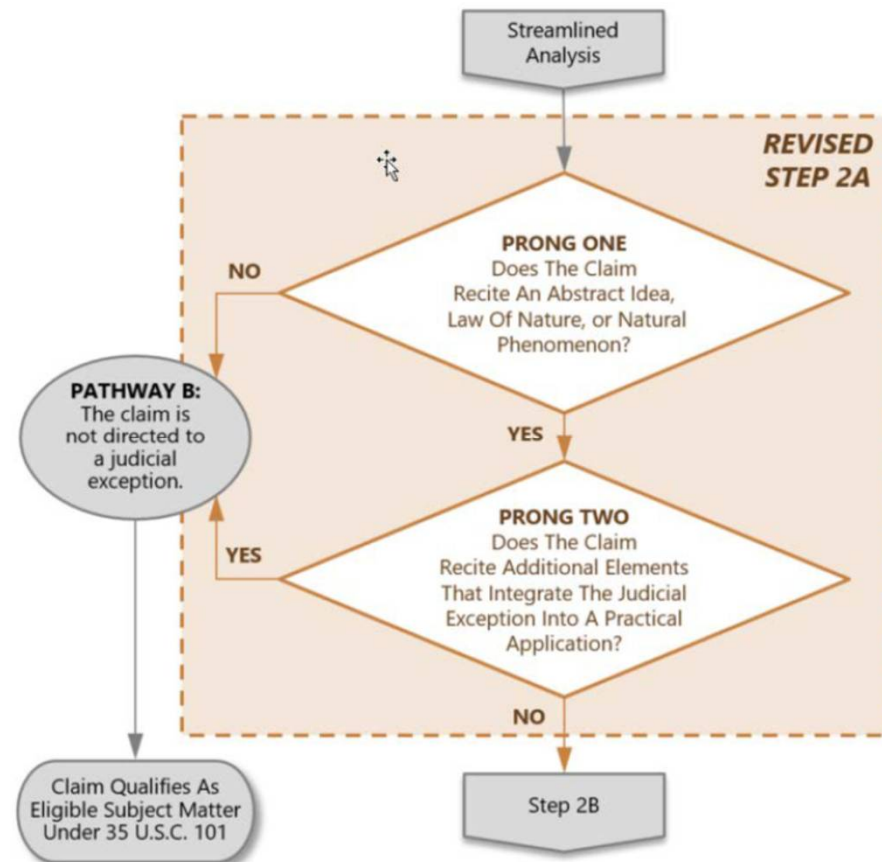 Streamlined
Analysis
REVISED
STEP 2A
PRONG ONE
Does The Claim
Recite An Abstract Idea,
Law Of Nature, or Natural
Phenomenon?
NO
PATHWAY B:
The claim is
not directed to
a judicial
exception.
YES
PRONG TWO
Does The Claim
Recite Additional Elements
That Integrate The Judicial
Exception Into A Practical
Application?
YES
NO
Claim Qualifies As
Eligible Subject Matter
Under 35 U.S.C. 101
Step 2B